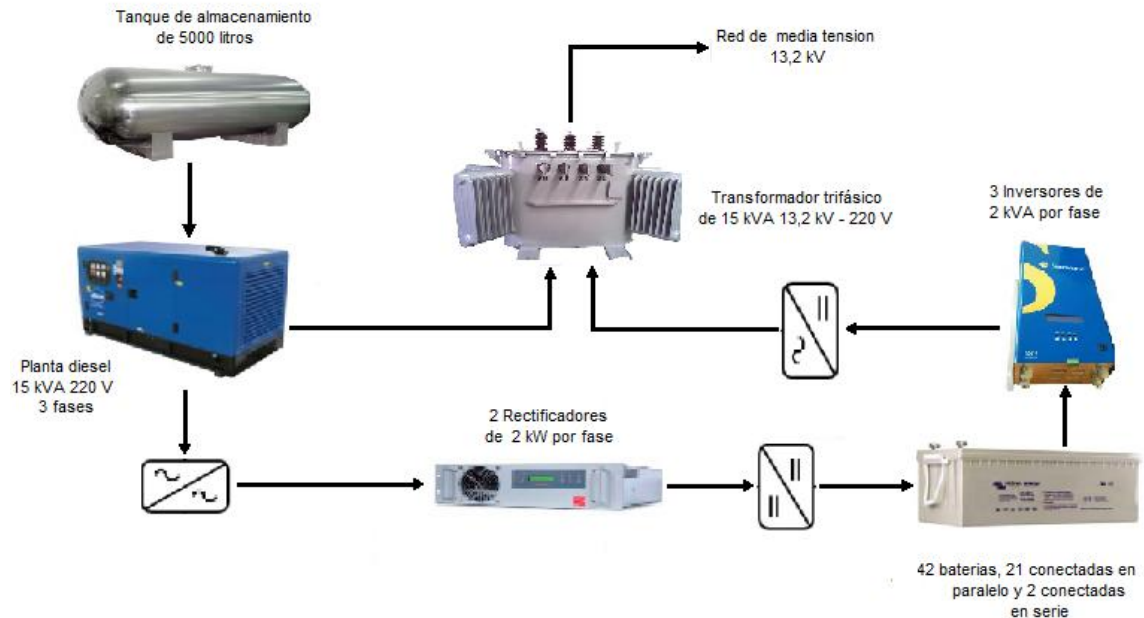 Tanque de almacenamiento
de 5000 litros
Red de  media tension
13,2 kV
Transformador trifásico
de 15 kVA 13,2 kV - 220 V
3 Inversores de
2 kVA por fase
Planta diesel
15 kVA 220 V
3 fases
2 Rectificadores
de  2 kW por fase
42 baterias, 21 conectadas en
paralelo y 2 conectadas
en serie